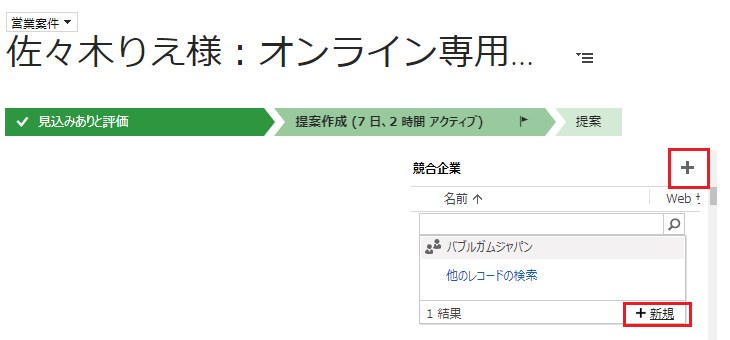 営業案件
佐々木りえ様：オンライン専用...
見込みありと評価
提案作成 (7 日、2 時間 アクティブ)
提案
競合企業
名前 Web サ
バブルガムジャパン
他のレコードの検索
1 結果 + 新規